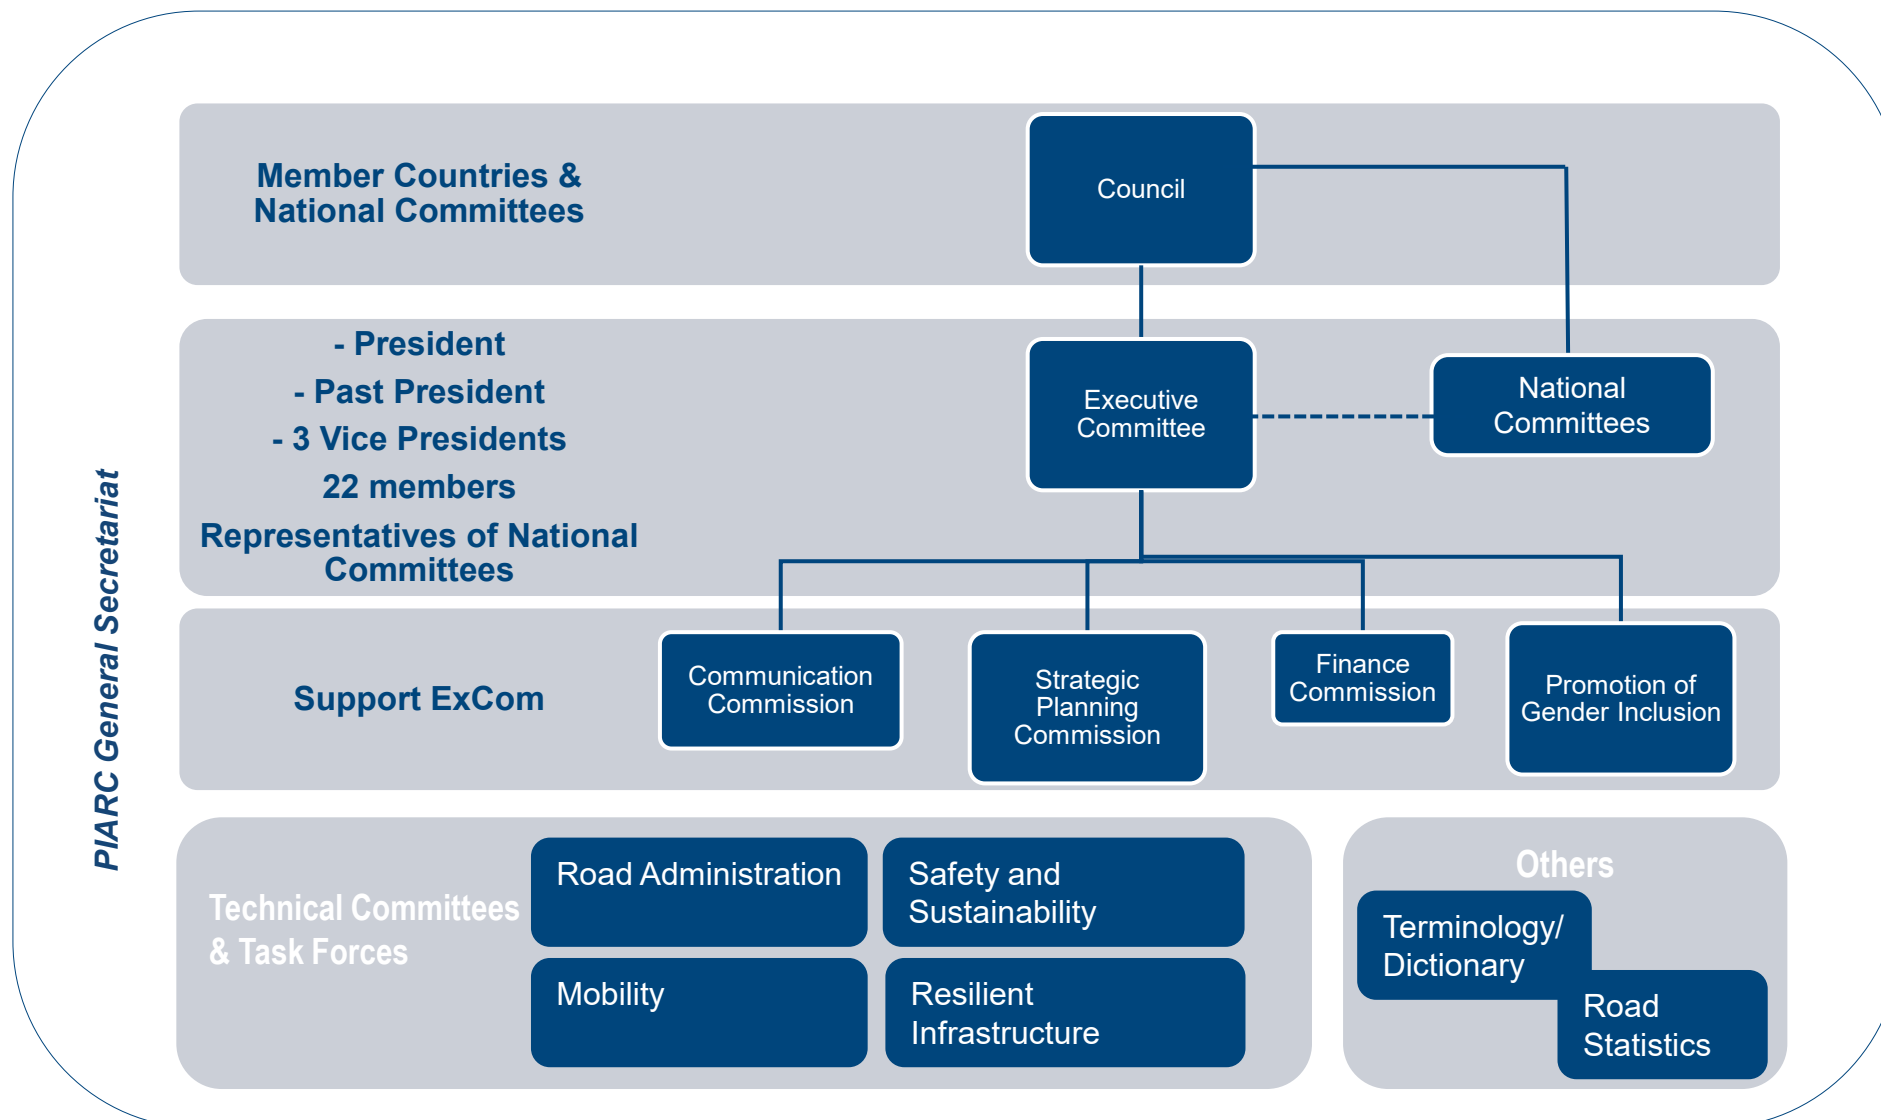 PIARC General Secretariat
Member Countries &
National Committees
Council
- President
- Past President
- 3 Vice Presidents
22 members
Representatives of National
Committees
Executive
Committee
National
Committees
Support ExCom
Communication
Commission
Strategic
Planning
Commission
Finance
Commission
Promotion of
Gender Inclusion
Technical Committees
& Task Forces
Road Administration
Safety and
Sustainability
Mobility
Resilient
Infrastructure
Others
Terminology/
Dictionary
Road
Statistics